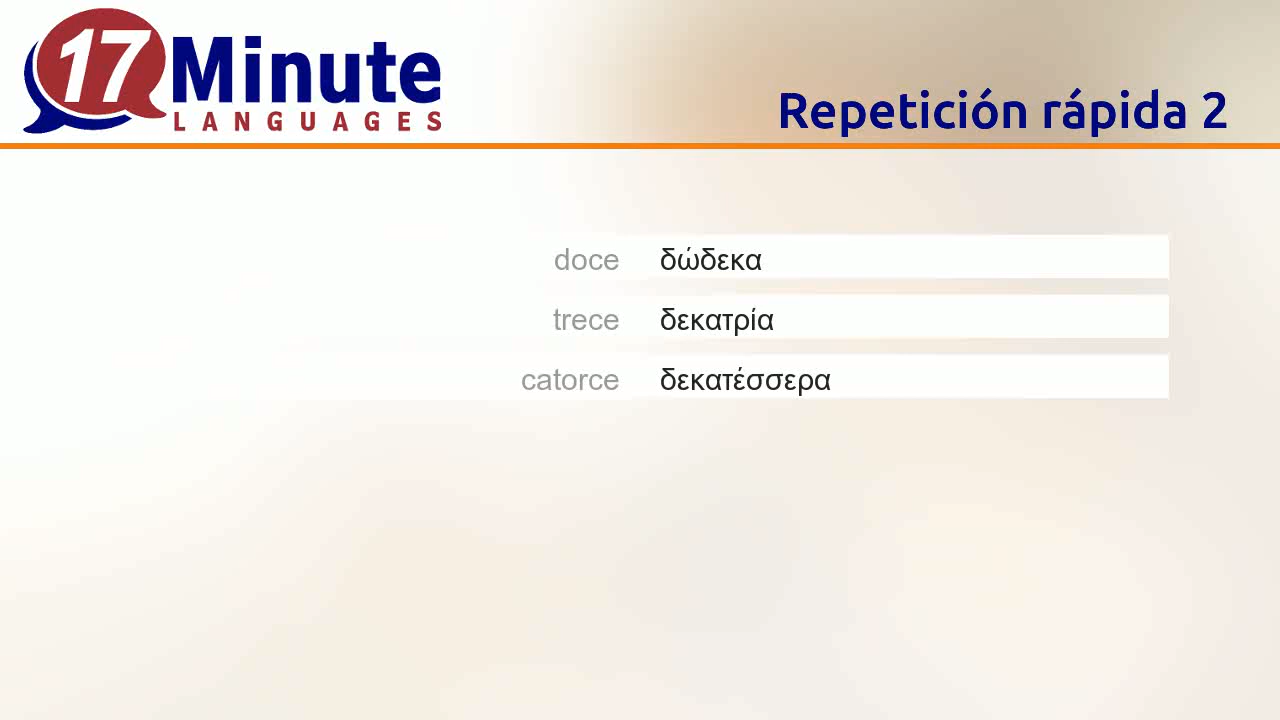 17 Minute
LANGUAGES
Repetición rápida 2
doce δώδεκα
trece δεκατρία
catorce δεκατέσσερα